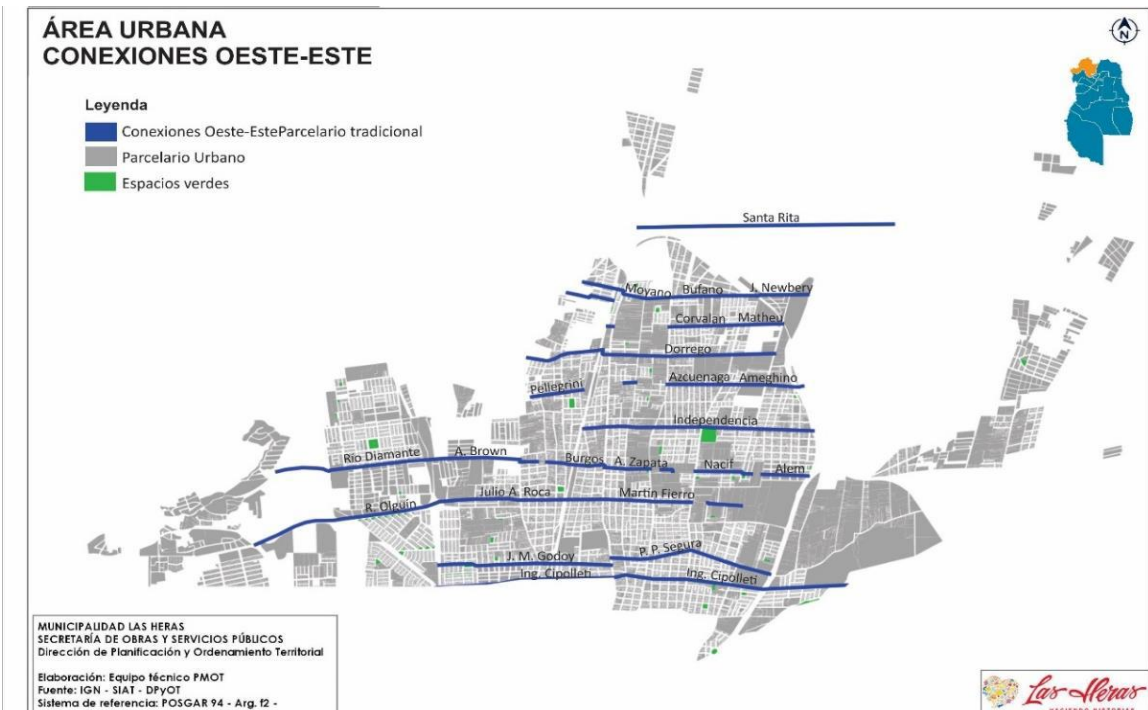 ÁREA URBANA
CONEXIONES OESTE-ESTE
N
Leyenda
Conexiones Oeste-EsteParcelario tradicional
Parcelario Urbano
Espacios verdes
Santa Rita
Moyano
Bufano
J. Newbery
Corvalan
Matheu
Dorrego
Pellegrini
Azcuenaga
Ameghino
Independencia
Río Diamante
A. Brown
Burgos
A. Zapata
Nacif
Alem
R. Olguín
Julio A. Roca
Martín Fierro
J. M. Godoy
P. P. Segura
Ing. Cipolleti
Ing. Cipolleti
MUNICIPALIDAD LAS HERAS
SECRETARÍA DE OBRAS Y SERVICIOS PÚBLICOS
Dirección de Planificación y Ordenamiento Territorial
Elaboración: Equipo técnico PMOT
Fuente: IGN - SIAT - DPyOT
Sistema de referencia: POSGAR 94 - Arg. f2 -
Las Heras